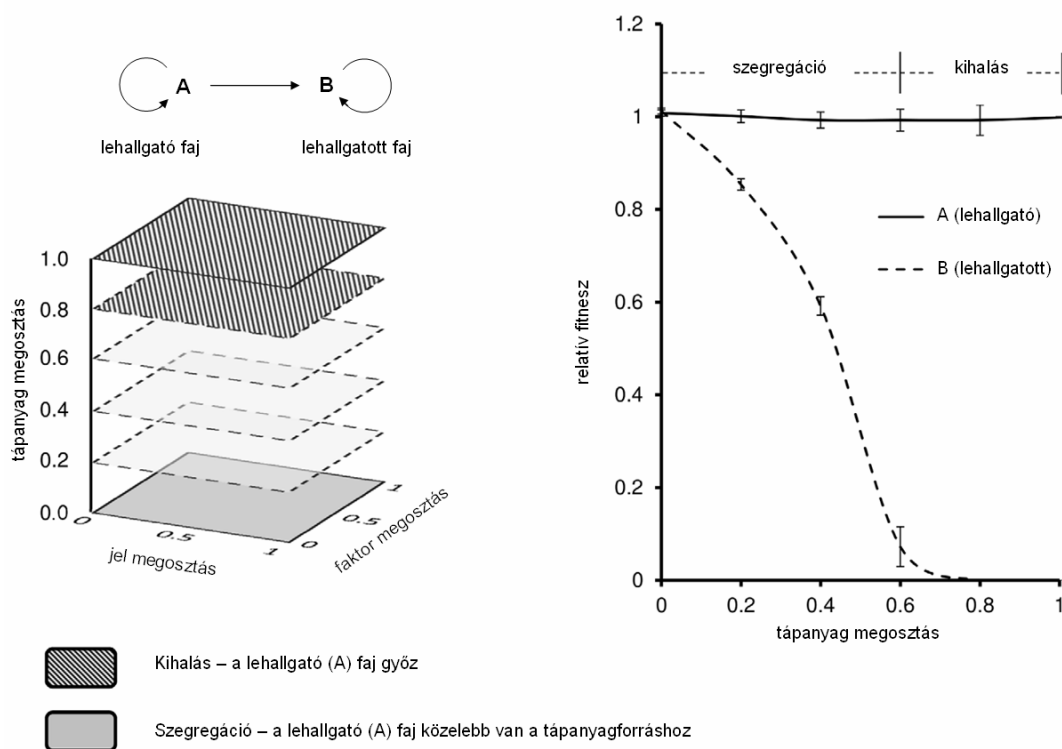 A
B
lehallgató faj
lehallgatott faj
tápanyag megosztás
1.0
0.8
0.6
0.4
0.2
0.0
0
0.5
1
jel megosztás
0
0.5
1
faktor megosztás
1.2
1
0.8
0.6
0.4
0.2
0
szegregáció
kihalás
A (lehallgató)
B (lehallgatott)
relatív fitnesz
0
0.2
0.4
0.6
0.8
1
tápanyag megosztás
Kihalás – a lehallgató (A) faj győz
Szegregáció – a lehallgató (A) faj közelebb van a tápanyagforráshoz